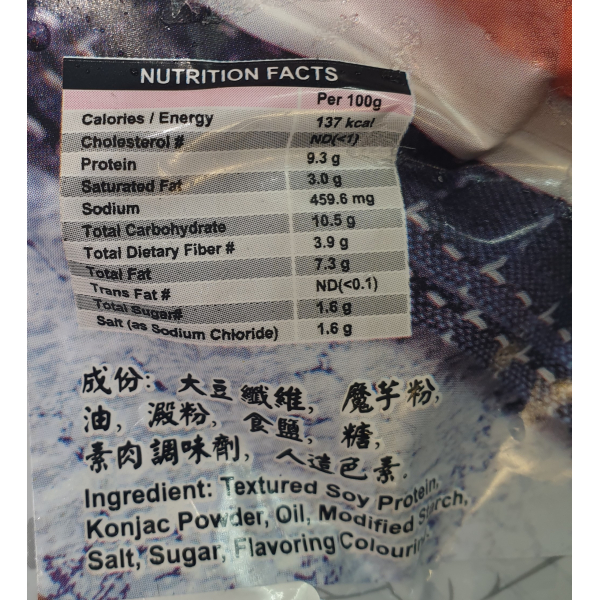 NUTRITION FACTS
Per 100g
Calories / Energy 137 kcal
Cholesterol # ND(<1)
Protein 9.3 g
Saturated Fat 3.0 g
Sodium 459.6 mg
Total Carbohydrate 10.5 g
Total Dietary Fiber # 3.9 g
Total Fat 7.3 g
Trans Fat # ND(<0.1)
Total Sugar# 1.6 g
Salt (as Sodium Chloride) 1.6 g
成份: 大豆纖維, 魔芋粉,
油, 澱粉, 食鹽, 糖,
素肉調味劑, 人造色素.
Ingredient: Textured Soy Protein,
Konjac Powder, Oil, Modified Starch,
Salt, Sugar, Flavoring